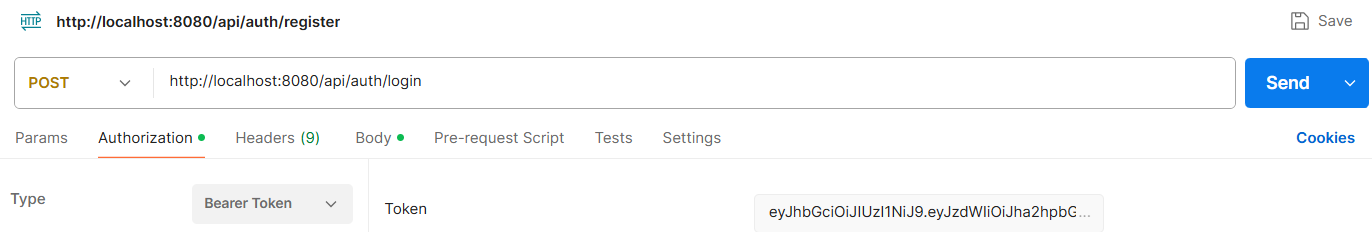 HTTP http://localhost:8080/api/auth/register Save
POST http://localhost:8080/api/auth/login Send
Params Authorization Headers (9) Body Pre-request Script Tests Settings Cookies
Type Bearer Token
Token eyJhbGciOiJIUzI1NiJ9.eyJzdWIiOiJha2hpbG...